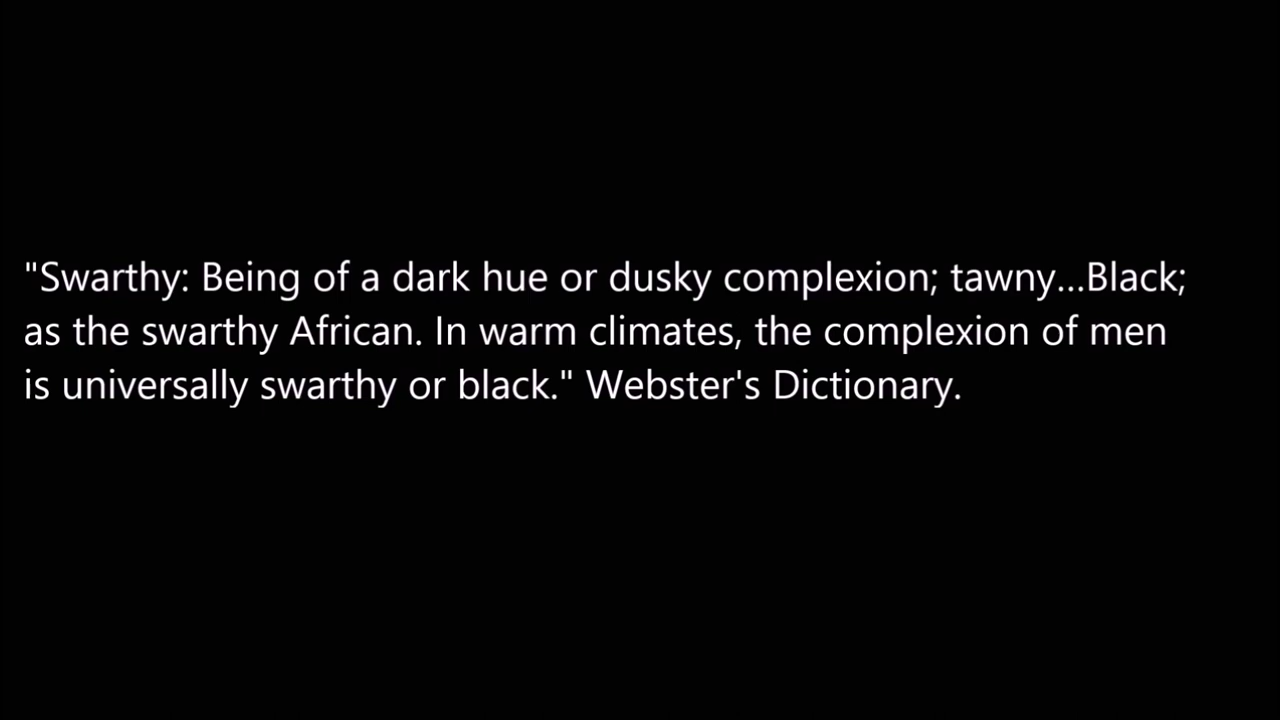 "Swarthy: Being of a dark hue or dusky complexion; tawny...Black;
as the swarthy African. In warm climates, the complexion of men
is universally swarthy or black." Webster's Dictionary.